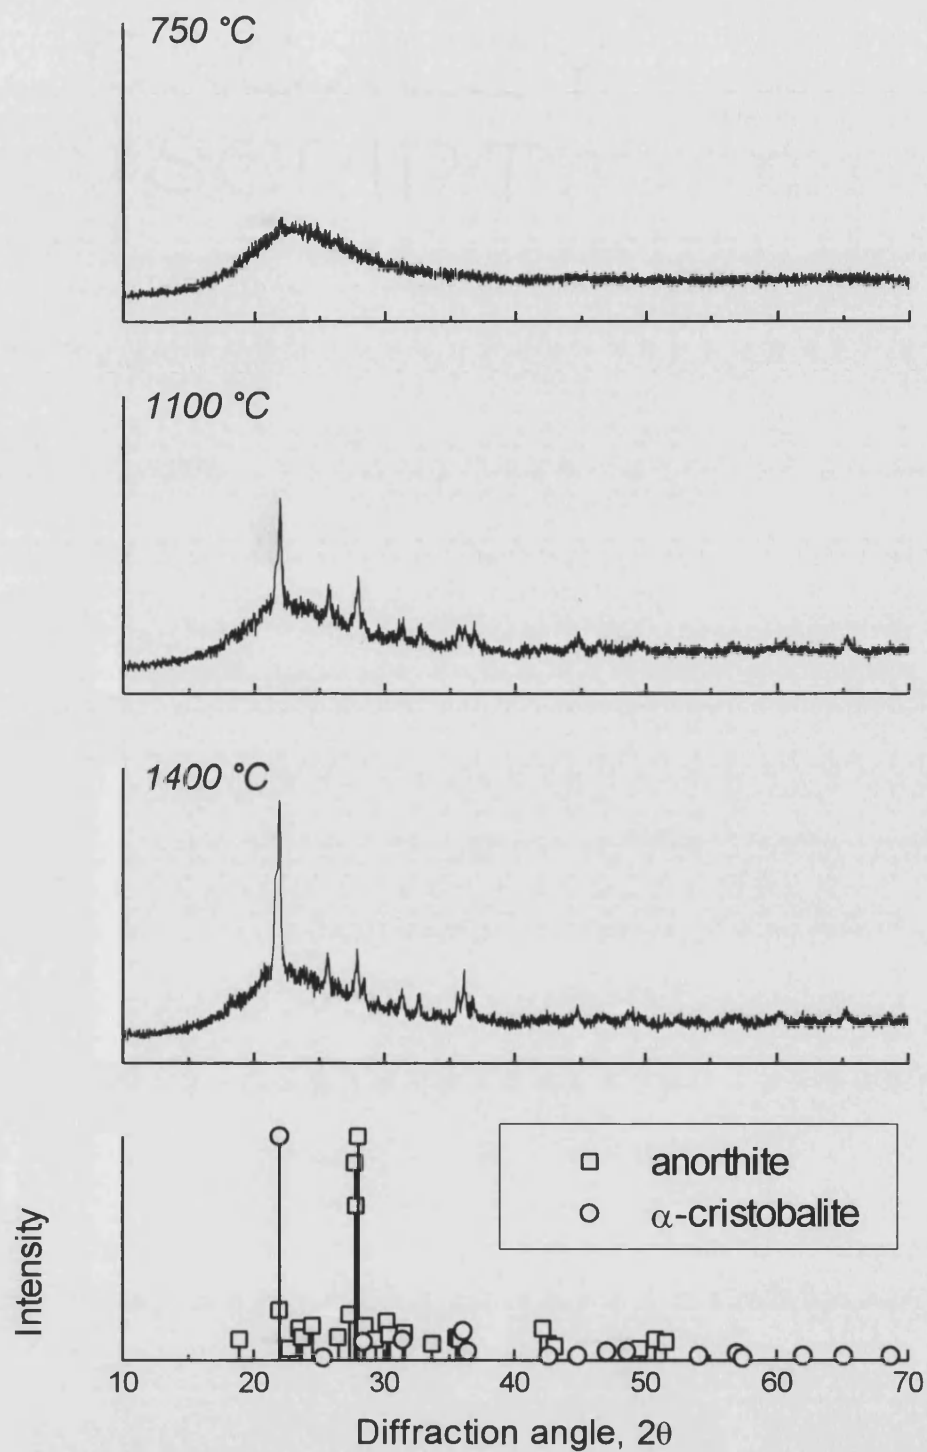 750 °C
1100 °C
1400 °C
anorthite
α-cristobalite
Intensity
10 20 30 40 50 60 70
Diffraction angle, 2θ